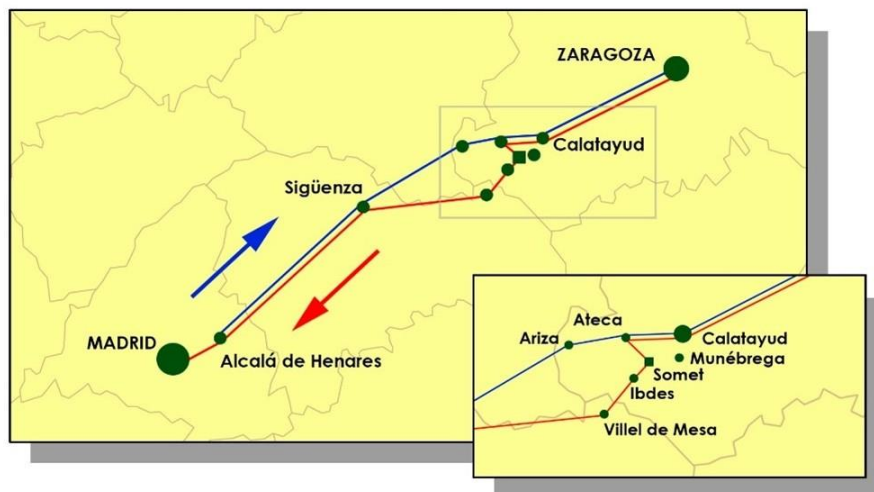 ZARAGOZA
Calatayud
Sigüenza
MADRID
Alcalá de Henares
Ateca
Ariza
Calatayud
Munébrega
Somet
Ibdes
Villel de Mesa